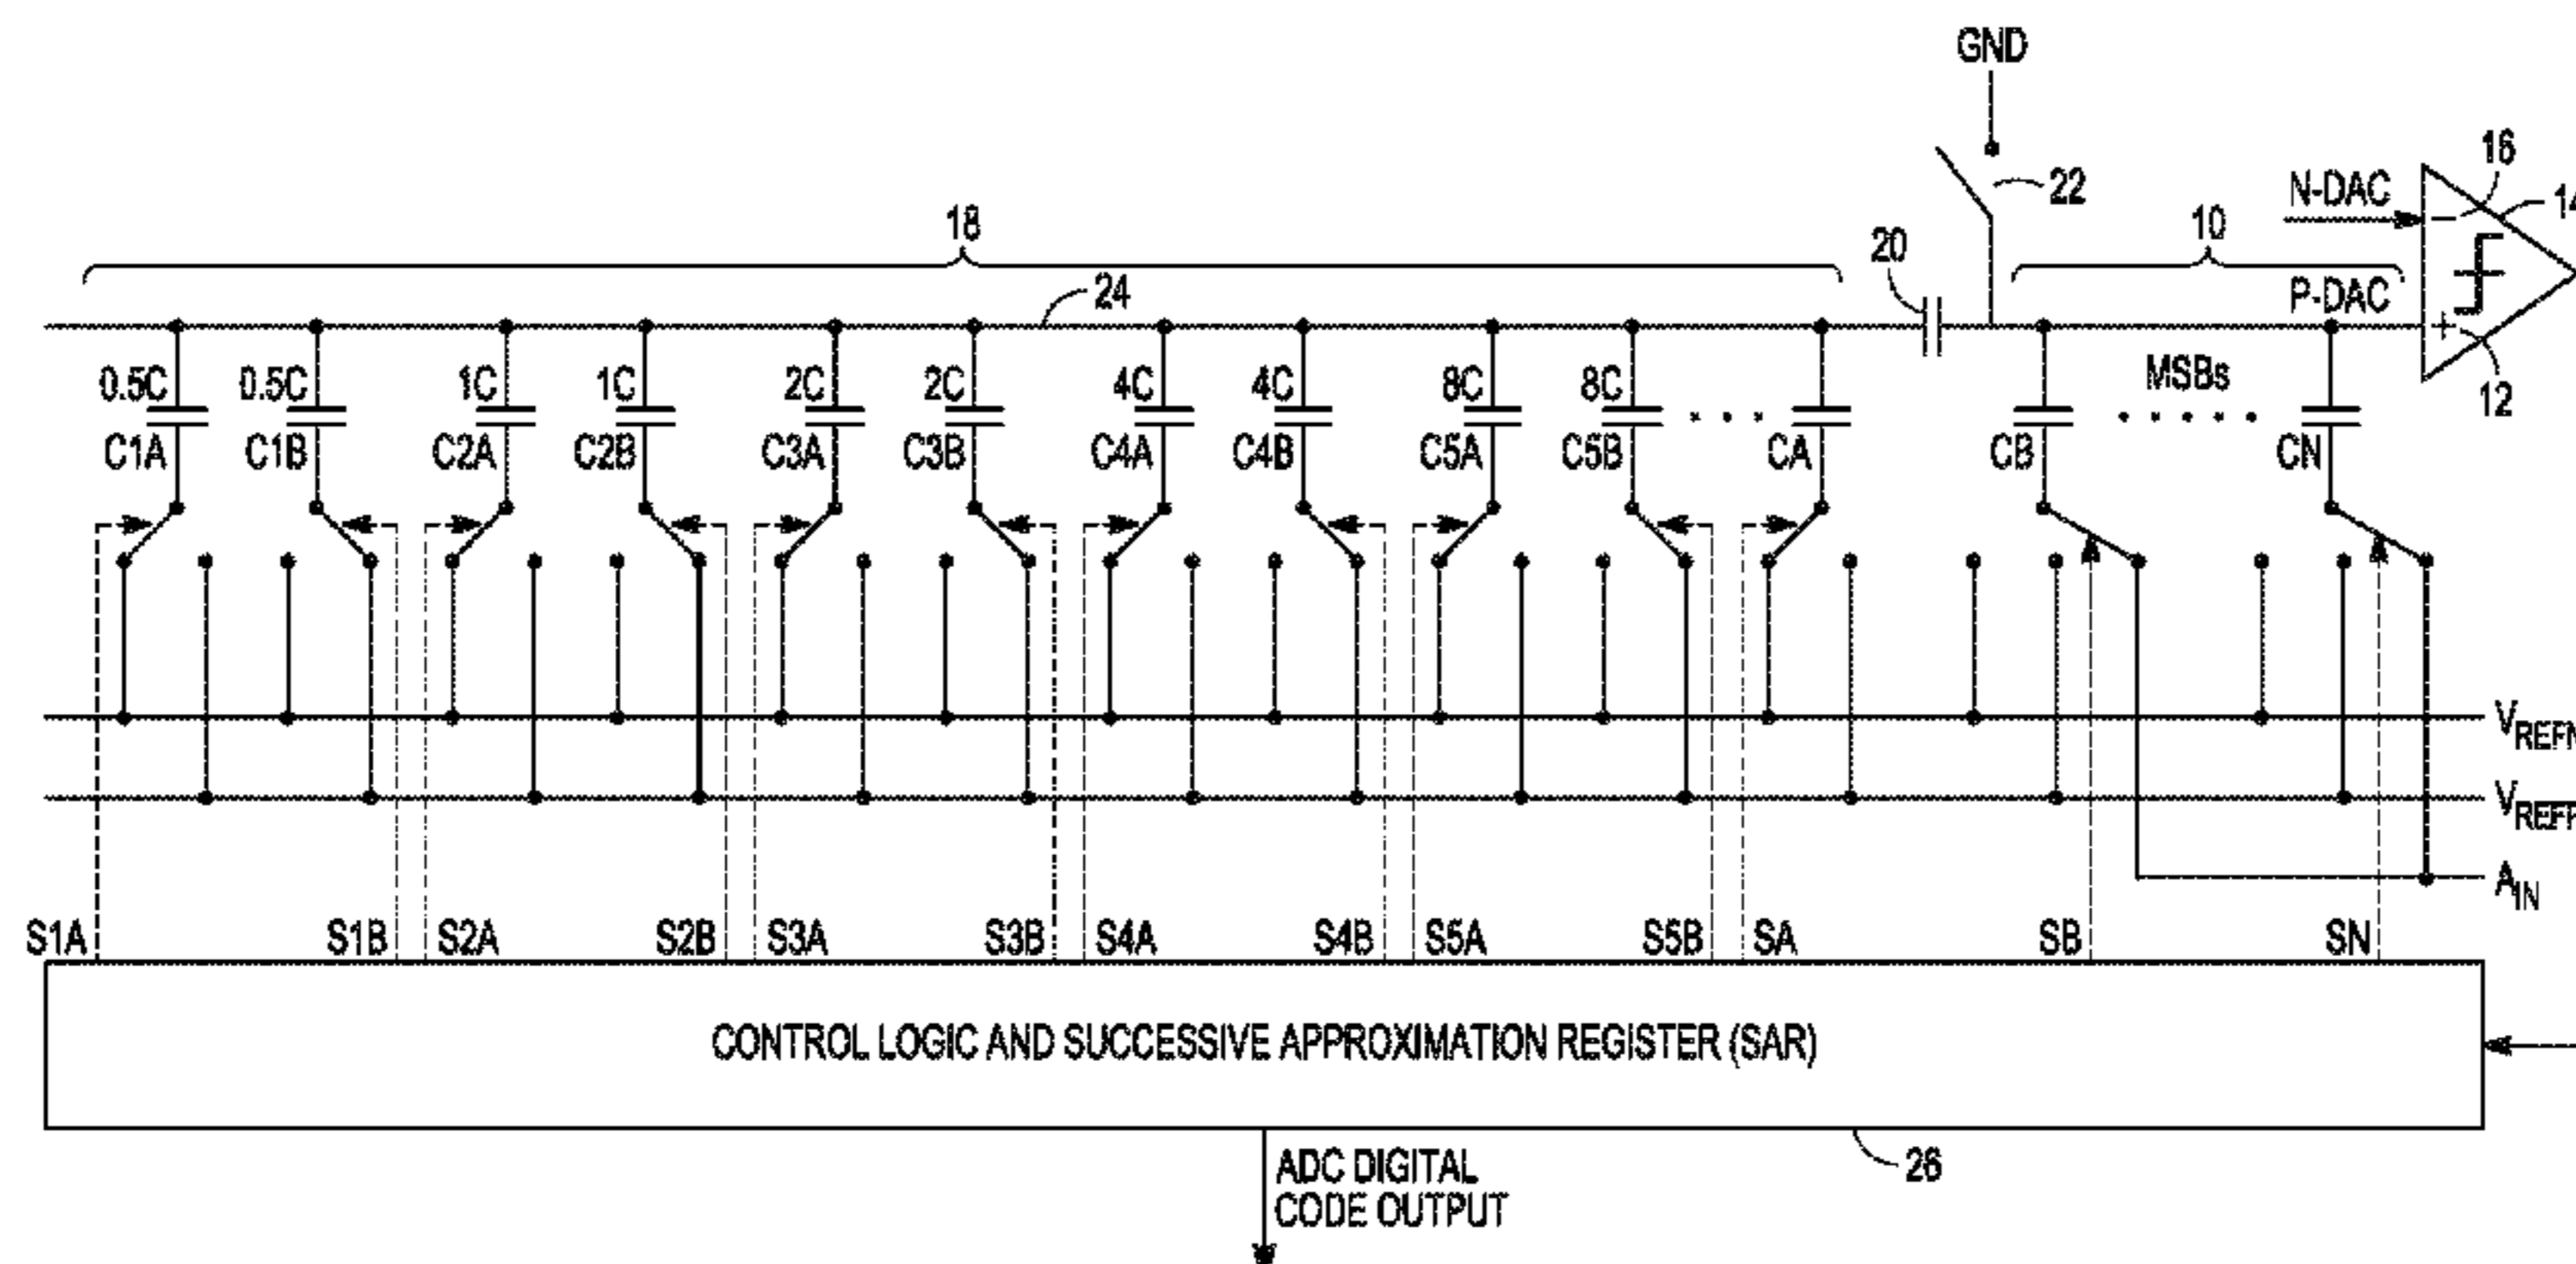 GND
16
N-DAC
14
22
18
10
20
24
P-DAC
0.5C 0.5C 1C 1C 2C 2C 4C 4C 8C 8C MSBs
12
C1A C1B C2A C2B C3A C3B C4A C4B C5A C5B CA CB CN
VREFN
VREFP
AIN
S1A S1B S2A S2B S3A S3B S4A S4B S5A S5B SA SB SN
CONTROL LOGIC AND SUCCESSIVE APPROXIMATION REGISTER (SAR)
26
ADC DIGITAL
CODE OUTPUT